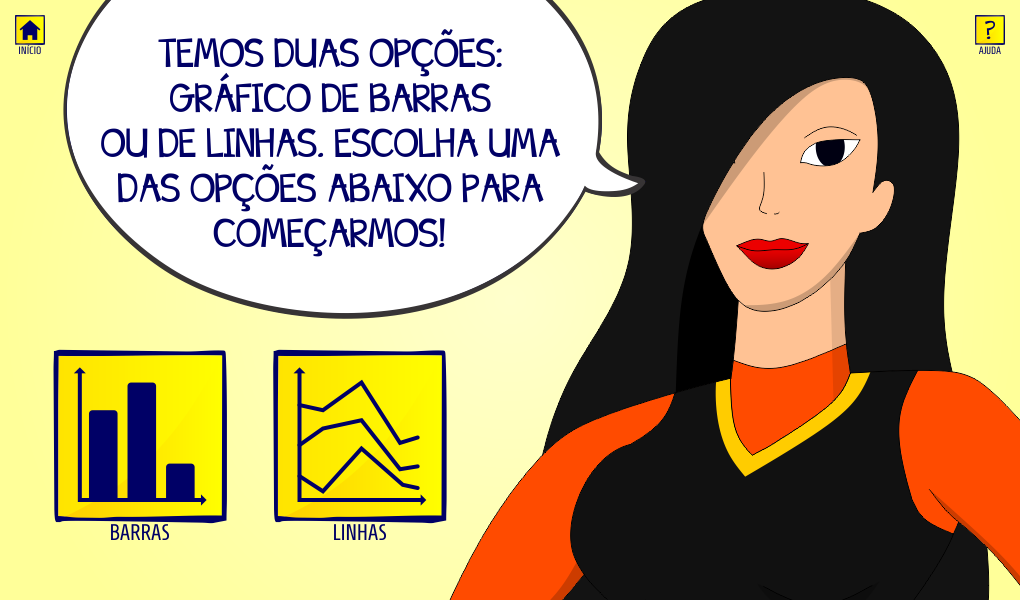 INÍCIO
?
AJUDA
TEMOS DUAS OPÇÕES:
GRÁFICO DE BARRAS
OU DE LINHAS. ESCOLHA UMA
DAS OPÇÕES ABAIXO PARA
COMEÇARMOS!
BARRAS
LINHAS